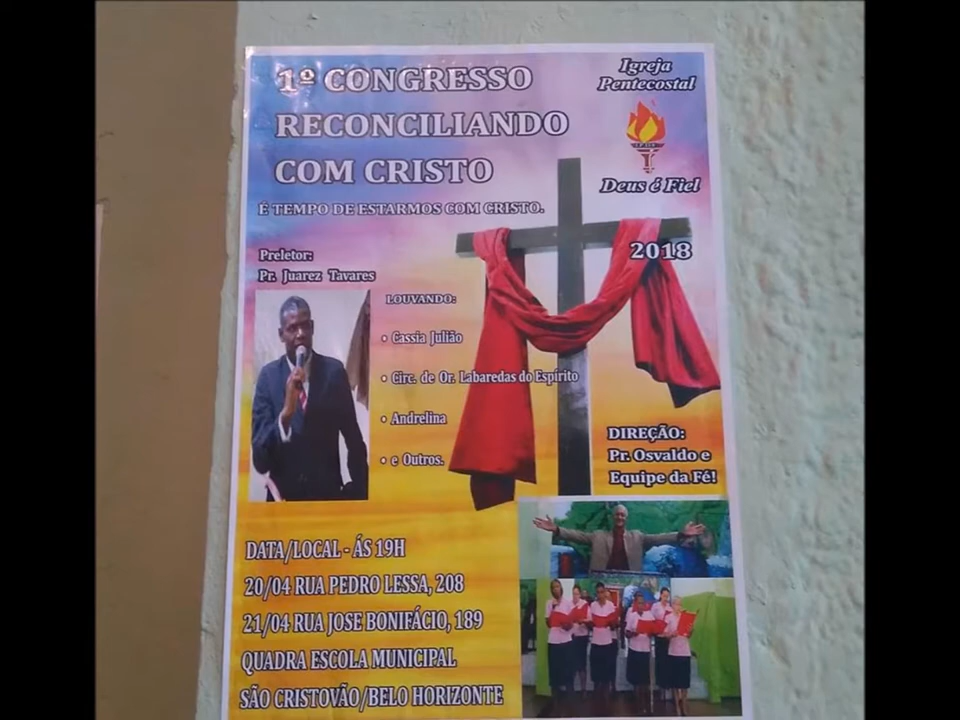 1º CONGRESSO
RECONCILIANDO
COM CRISTO
É TEMPO DE ESTARMOS COM CRISTO.
Igreja
Pentecostal
Deus é Fiel
2018
Preletor:
Pr. Juarez Tavares
LOUVANDO:
• Cassia Julião
• Circ. de Or. Labaredas do Espírito
• Andrelina
• e Outros.
DIREÇÃO:
Pr. Osvaldo e
Equipe da Fé!
DATA/LOCAL - ÁS 19H
20/04 RUA PEDRO LESSA, 208
21/04 RUA JOSE BONIFÁCIO, 189
QUADRA ESCOLA MUNICIPAL
SÃO CRISTOVÃO/BELO HORIZONTE